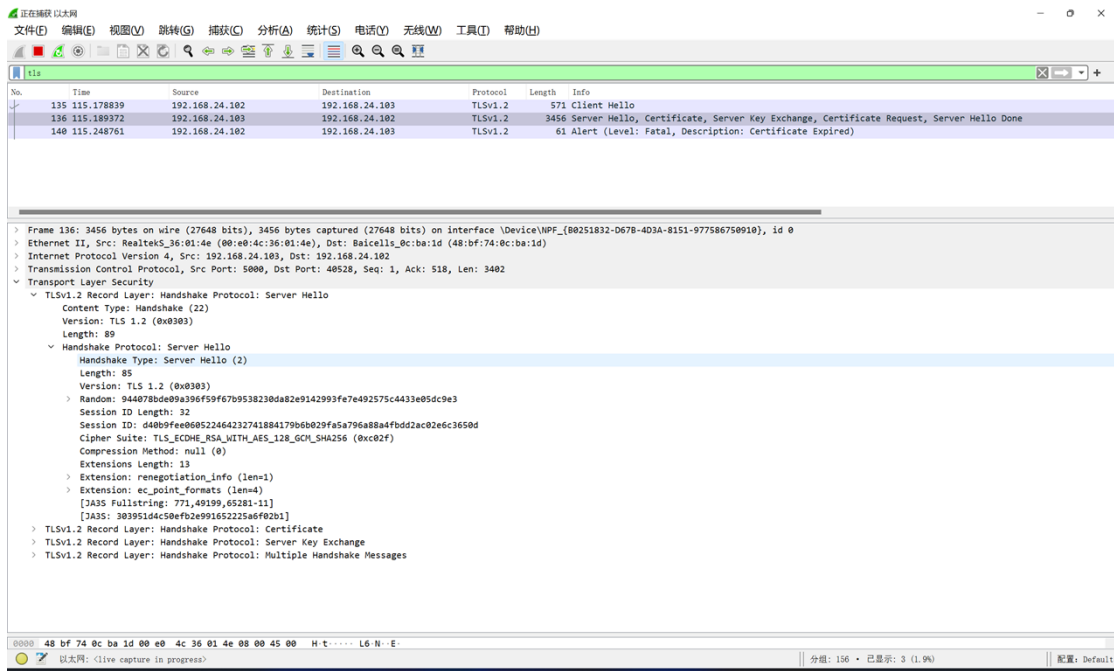 正在捕获 以太网
文件(F) 编辑(E) 视图(V) 跳转(G) 捕获(C) 分析(A) 统计(S) 电话(Y) 无线(W) 工具(T) 帮助(H)
tls
No. Time Source Destination Protocol Length Info
135 115.178839 192.168.24.102 192.168.24.103 TLSv1.2 571 Client Hello
136 115.189372 192.168.24.103 192.168.24.102 TLSv1.2 3456 Server Hello, Certificate, Server Key Exchange, Certificate Request, Server Hello Done
140 115.248761 192.168.24.102 192.168.24.103 TLSv1.2 61 Alert (Level: Fatal, Description: Certificate Expired)
Frame 136: 3456 bytes on wire (27648 bits), 3456 bytes captured (27648 bits) on interface \Device\NPF_{B0251832-D67B-4D3A-8151-977586750910}, id 0
Ethernet II, Src: RealtekS_36:01:4e (00:e0:4c:36:01:4e), Dst: Baicells_0c:ba:1d (48:bf:74:0c:ba:1d)
Internet Protocol Version 4, Src: 192.168.24.103, Dst: 192.168.24.102
Transmission Control Protocol, Src Port: 5000, Dst Port: 40528, Seq: 1, Ack: 518, Len: 3402
Transport Layer Security
TLSv1.2 Record Layer: Handshake Protocol: Server Hello
Content Type: Handshake (22)
Version: TLS 1.2 (0x0303)
Length: 89
Handshake Protocol: Server Hello
Handshake Type: Server Hello (2)
Length: 85
Version: TLS 1.2 (0x0303)
Random: 944078bde09a396f59f67b9538230da82e9142993fe7e492575c4433e05dc9e3
Session ID Length: 32
Session ID: d40b9fee060522464232741884179b6b029fa5a796a88a4fbdd2ac02e6c3650d
Cipher Suite: TLS_ECDHE_RSA_WITH_AES_128_GCM_SHA256 (0xc02f)
Compression Method: null (0)
Extensions Length: 13
Extension: renegotiation_info (len=1)
Extension: ec_point_formats (len=4)
[JA3S Fullstring: 771,49199,65281-11]
[JA3S: 303951d4c50efb2e991652225a6f02b1]
TLSv1.2 Record Layer: Handshake Protocol: Certificate
TLSv1.2 Record Layer: Handshake Protocol: Server Key Exchange
TLSv1.2 Record Layer: Handshake Protocol: Multiple Handshake Messages
0000 48 bf 74 0c ba 1d 00 e0 4c 36 01 4e 08 00 45 00 H·t····· L6·N··E·
以太网: <live capture in progress> 分组: 156 • 已显示: 3 (1.9%) 配置: Default